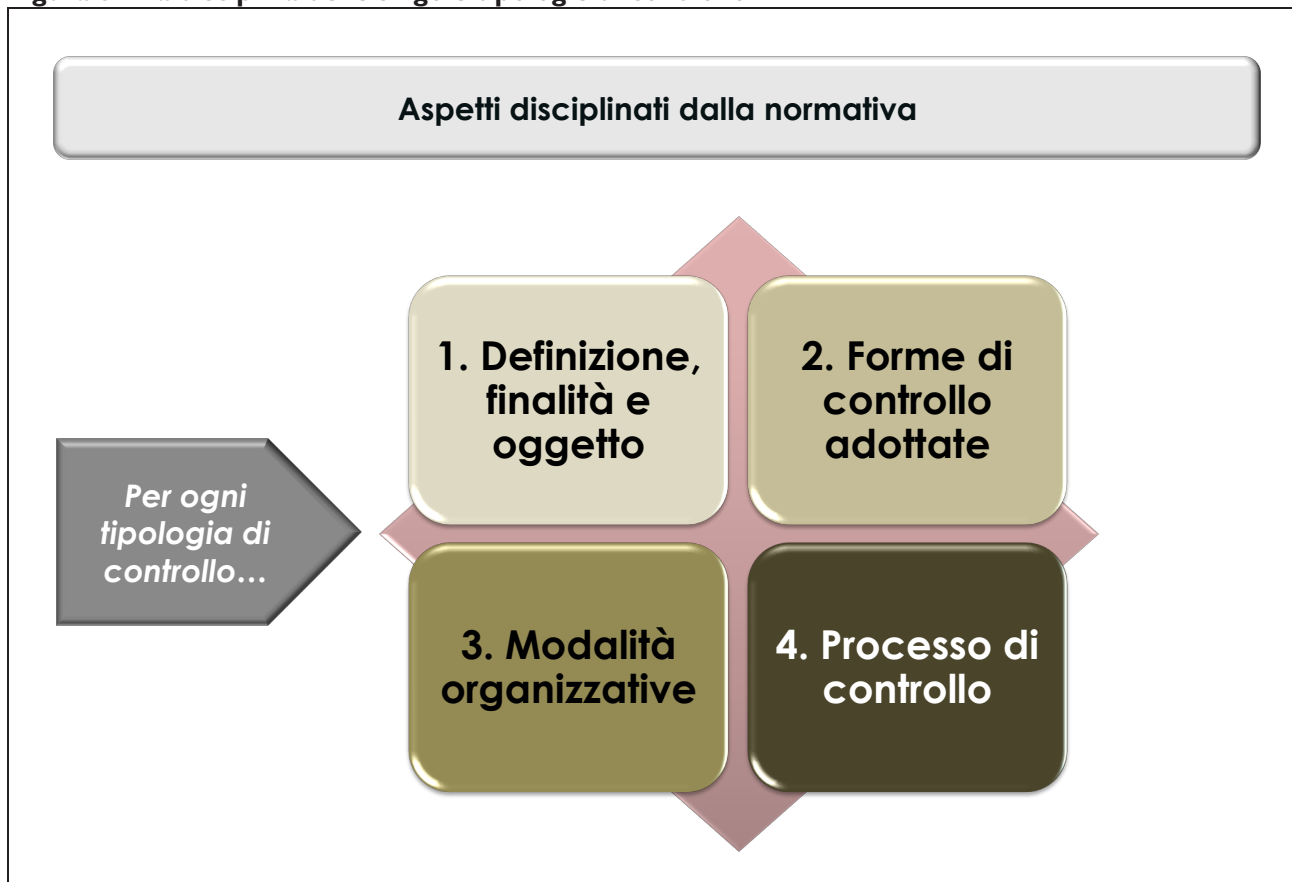 Aspetti disciplinati dalla normativa
1. Definizione,
finalità e
oggetto
2. Forme di
controllo
adottate
Per ogni
tipologia di
controllo…
3. Modalità
organizzative
4. Processo di
controllo